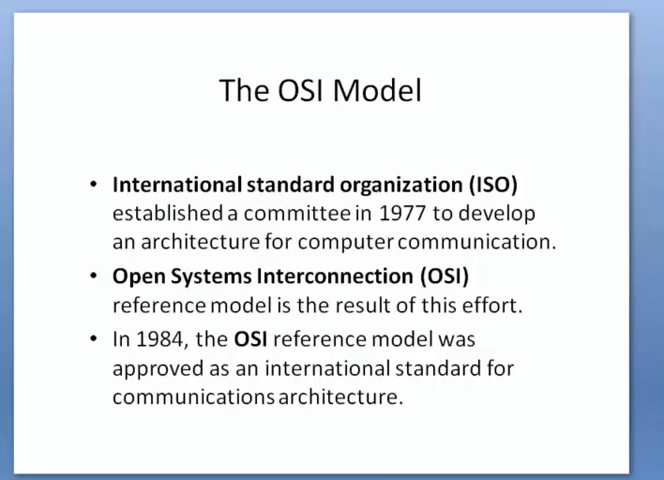 The OSI Model
• International standard organization (ISO)
established a committee in 1977 to develop
an architecture for computer communication.
• Open Systems Interconnection (OSI)
reference model is the result of this effort.
• In 1984, the OSI reference model was
approved as an international standard for
communications architecture.